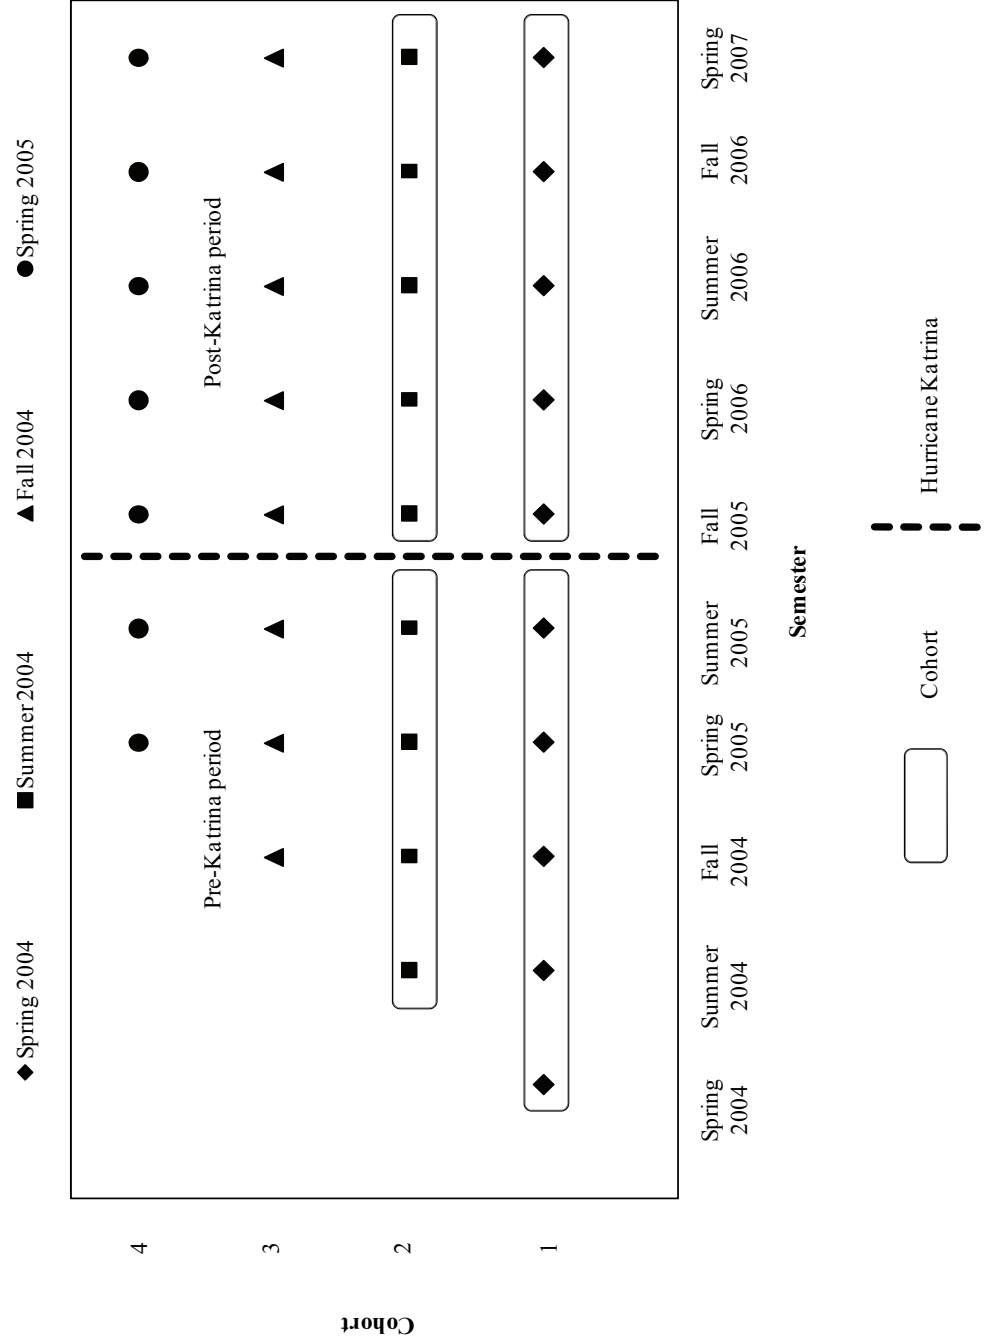 Spring 2004 Summer 2004 Fall 2004 Spring 2005
4
3
2
1
Cohort
Pre-Katrina period Post-Katrina period
Spring Summer Fall Spring Summer Fall Spring Summer Fall Spring
2004 2004 2004 2005 2005 2005 2006 2006 2006 2007
Semester
Cohort Hurricane Katrina